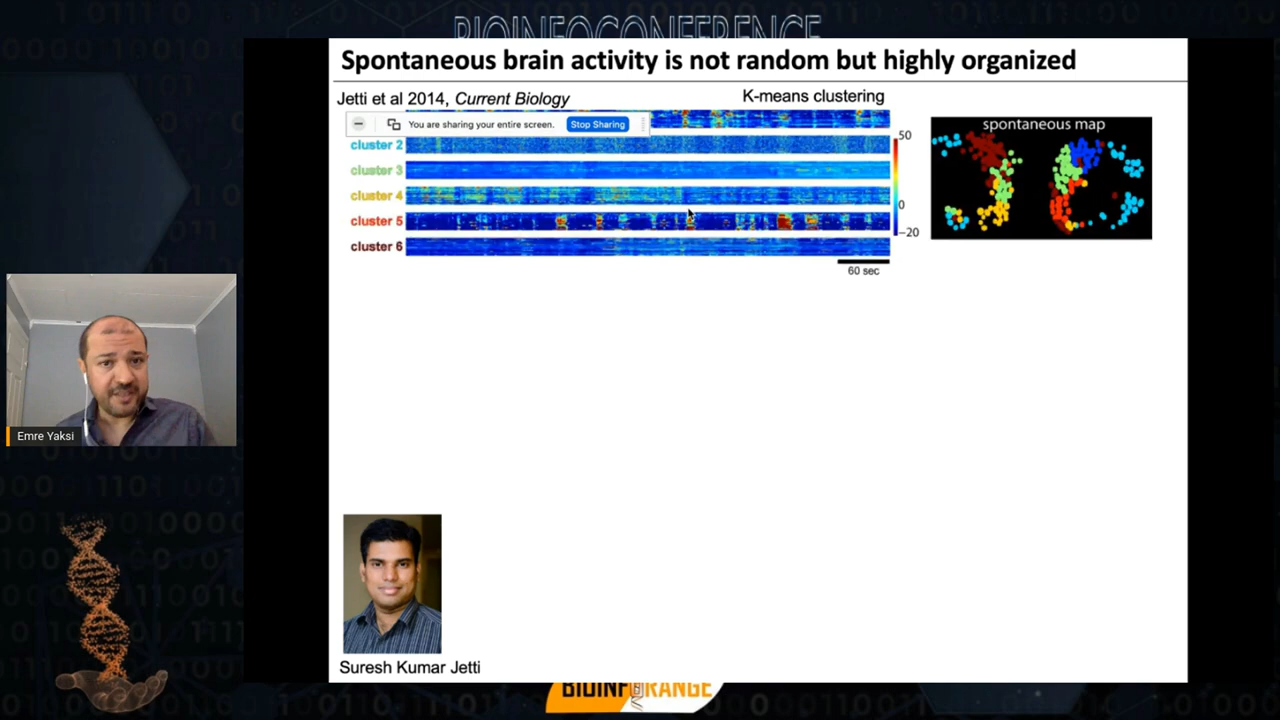 BIOINFOCONFERENCE
Spontaneous brain activity is not random but highly organized
Jetti et al 2014, Current Biology
K-means clustering
You are sharing your entire screen. Stop Sharing
cluster 2
cluster 3
cluster 4
cluster 5
cluster 6
50
0
−20
60 sec
spontaneous map
Emre Yaksi
Suresh Kumar Jetti
BIOINFORANGE